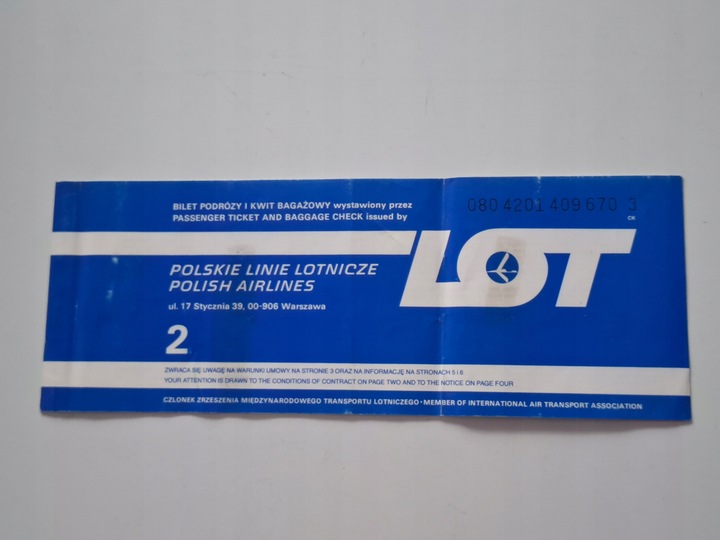 BILET PODRÓŻY I KWIT BAGAŻOWY wystawiony przez
PASSENGER TICKET AND BAGGAGE CHECK issued by
080 4201 409 670 3
CK
LOT
POLSKIE LINIE LOTNICZE
POLISH AIRLINES
ul. 17 Stycznia 39, 00-906 Warszawa
2
ZWRACA SIĘ UWAGĘ NA WARUNKI UMOWY NA STRONIE 3 ORAZ NA INFORMACJĘ NA STRONACH 5 i 6
YOUR ATTENTION IS DRAWN TO THE CONDITIONS OF CONTRACT ON PAGE TWO AND TO THE NOTICE ON PAGE FOUR
CZŁONEK ZRZESZENIA MIĘDZYNARODOWEGO TRANSPORTU LOTNICZEGO · MEMBER OF INTERNATIONAL AIR TRANSPORT ASSOCIATION